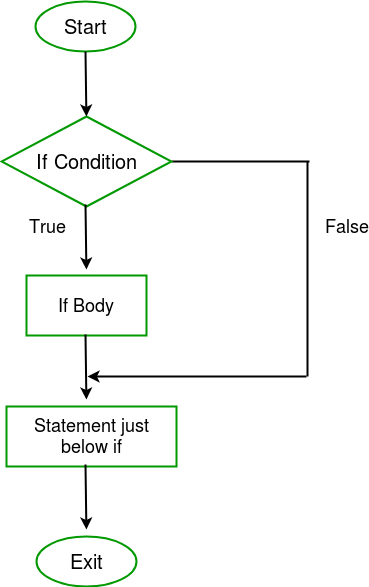 Start
If Condition
True
False
If Body
Statement just
below if
Exit